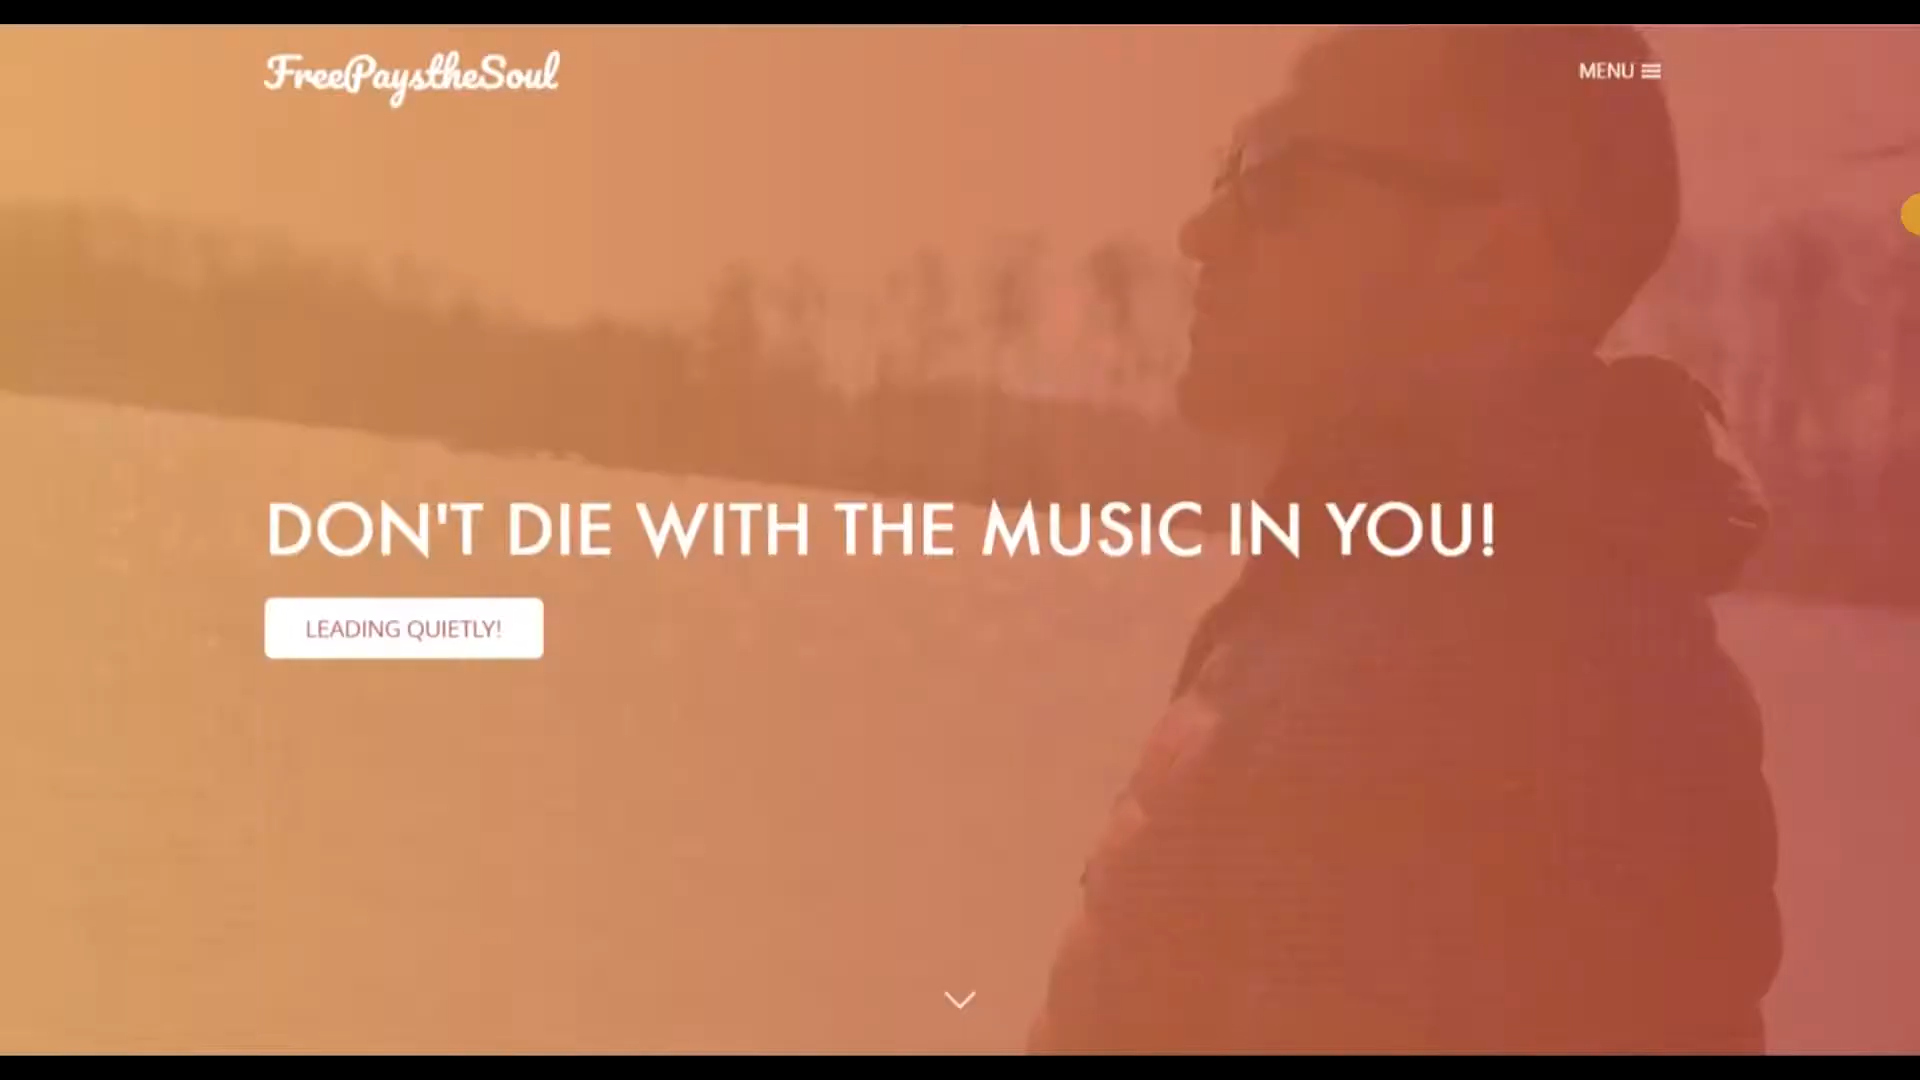 FreePaystheSoul
MENU
DON'T DIE WITH THE MUSIC IN YOU!
LEADING QUIETLY!